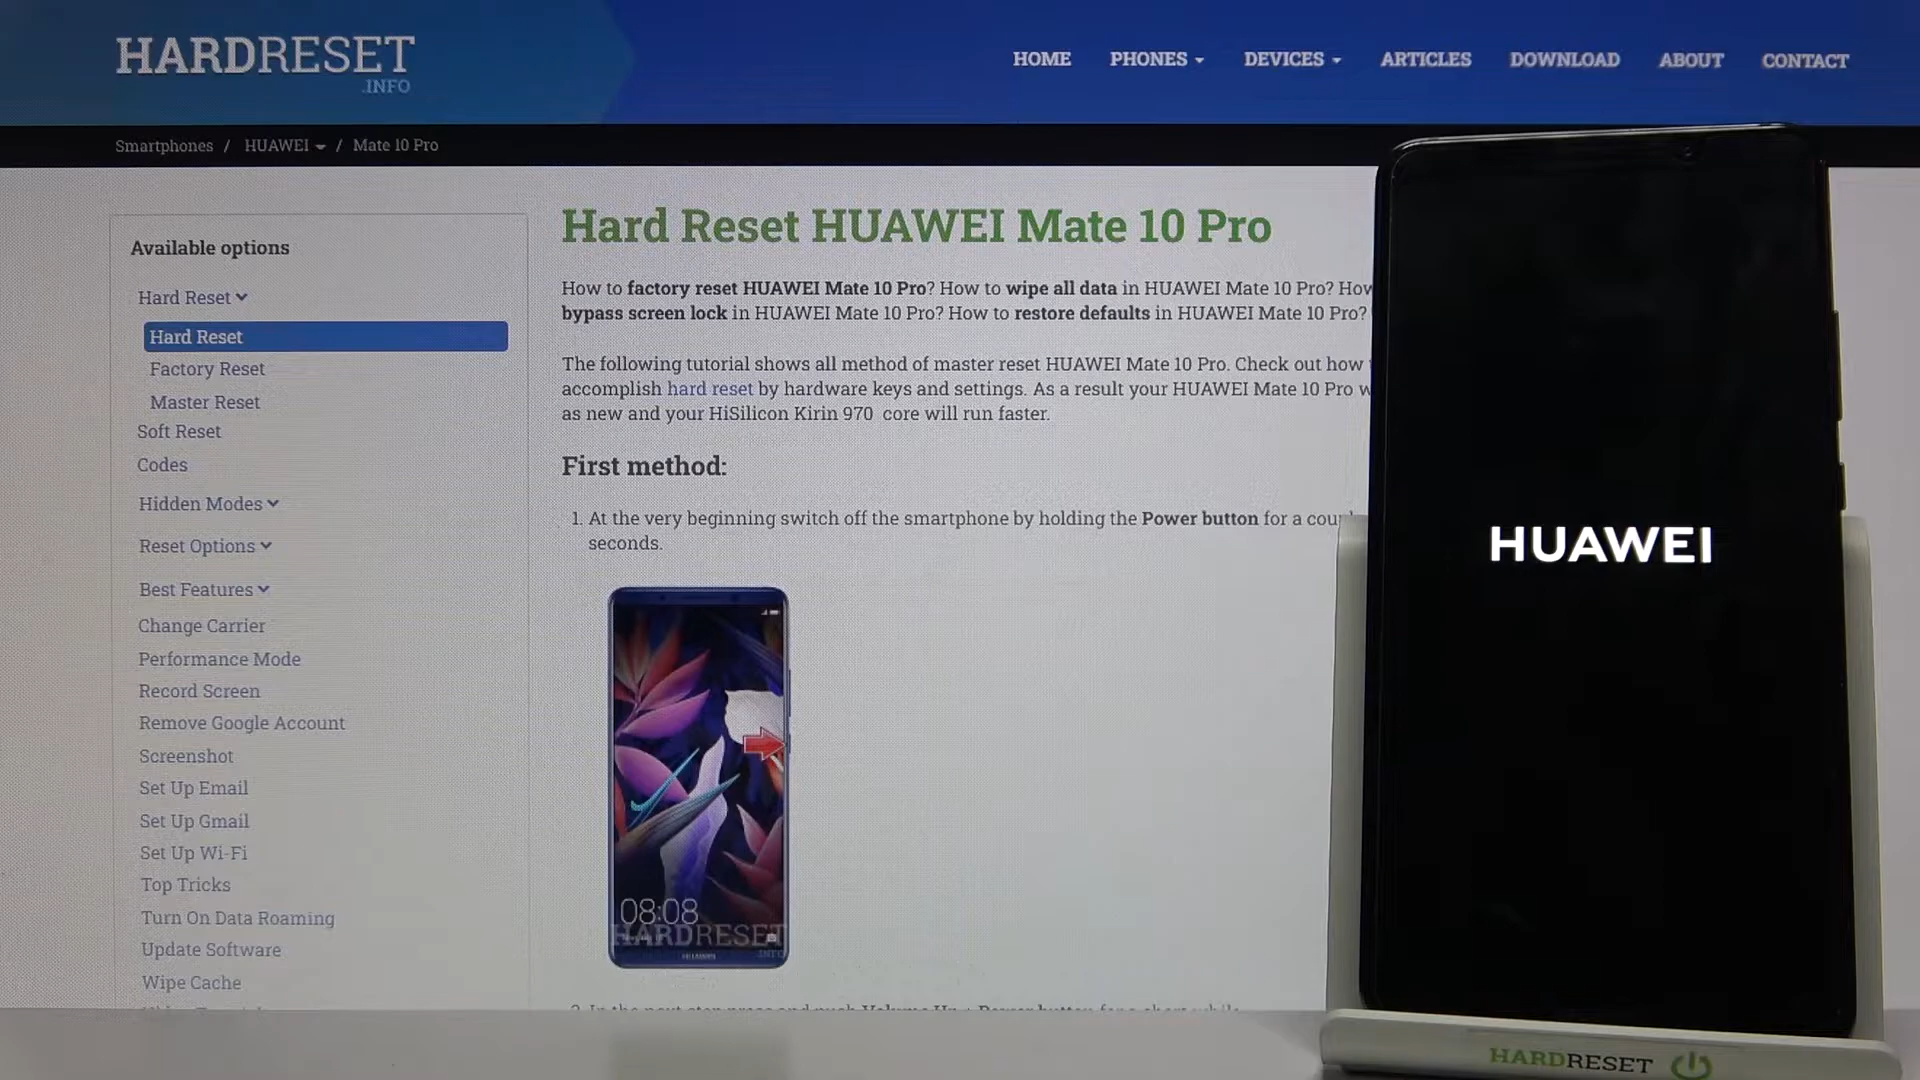 HARDRESET
.INFO
HOME PHONES DEVICES ARTICLES DOWNLOAD ABOUT CONTACT
Smartphones / HUAWEI / Mate 10 Pro
Available options
Hard Reset
Hard Reset
Factory Reset
Master Reset
Soft Reset
Codes
Hidden Modes
Reset Options
Best Features
Change Carrier
Performance Mode
Record Screen
Remove Google Account
Screenshot
Set Up Email
Set Up Gmail
Set Up Wi-Fi
Top Tricks
Turn On Data Roaming
Update Software
Wipe Cache
Hard Reset HUAWEI Mate 10 Pro
How to factory reset HUAWEI Mate 10 Pro? How to wipe all data in HUAWEI Mate 10 Pro? How
bypass screen lock in HUAWEI Mate 10 Pro? How to restore defaults in HUAWEI Mate 10 Pro?
The following tutorial shows all method of master reset HUAWEI Mate 10 Pro. Check out how
accomplish hard reset by hardware keys and settings. As a result your HUAWEI Mate 10 Pro
as new and your HiSilicon Kirin 970 core will run faster.
First method:
1. At the very beginning switch off the smartphone by holding the Power button for a
seconds.
08:08
HARDRESET
.INFO
HUAWEI
HUAWEI
HARDRESET